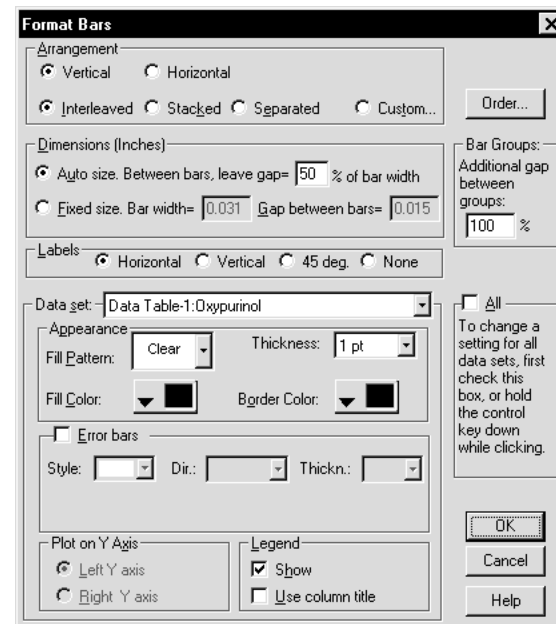 Format Bars
Arrangement
Vertical Horizontal
Interleaved Stacked Separated Custom...
Order...
Dimensions (Inches)
Auto size. Between bars, leave gap= 50 % of bar width
Fixed size. Bar width= 0.031 Gap between bars= 0.015
Bar Groups:
Additional gap
between
groups:
100 %
Labels
Horizontal Vertical 45 deg. None
Data set: Data Table-1:Oxypurinol
Appearance
Fill Pattern: Clear Thickness: 1 pt
Fill Color: Border Color:
All
To change a
setting for all
data sets, first
check this
box, or hold
the control
key down
while clicking.
Error bars
Style: Dir.: Thickn.:
Plot on Y Axis
Left Y axis
Right Y axis
Legend
Show
Use column title
OK
Cancel
Help